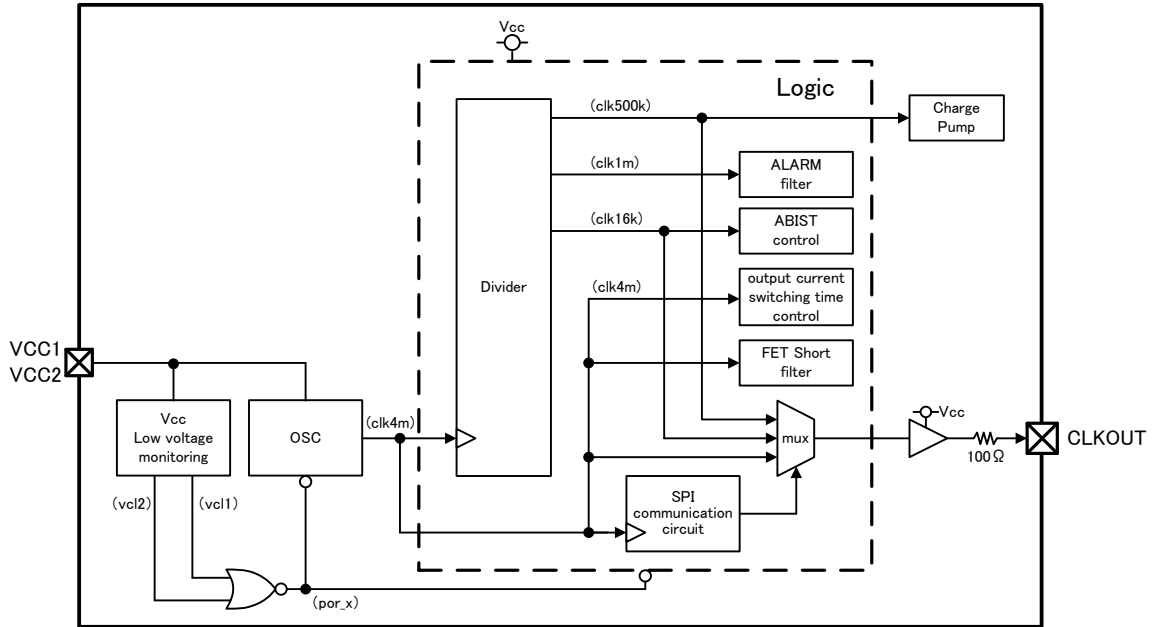 Vcc
Logic
(clk500k)
Charge
Pump
(clk1m)
ALARM
filter
(clk16k)
ABIST
control
Divider
(clk4m)
output current
switching time
control
VCC1
VCC2
FET Short
filter
Vcc
Low voltage
monitoring
OSC
(clk4m)
mux
Vcc
100Ω
CLKOUT
(vcl2)
(vcl1)
SPI
communication
circuit
(por_x)